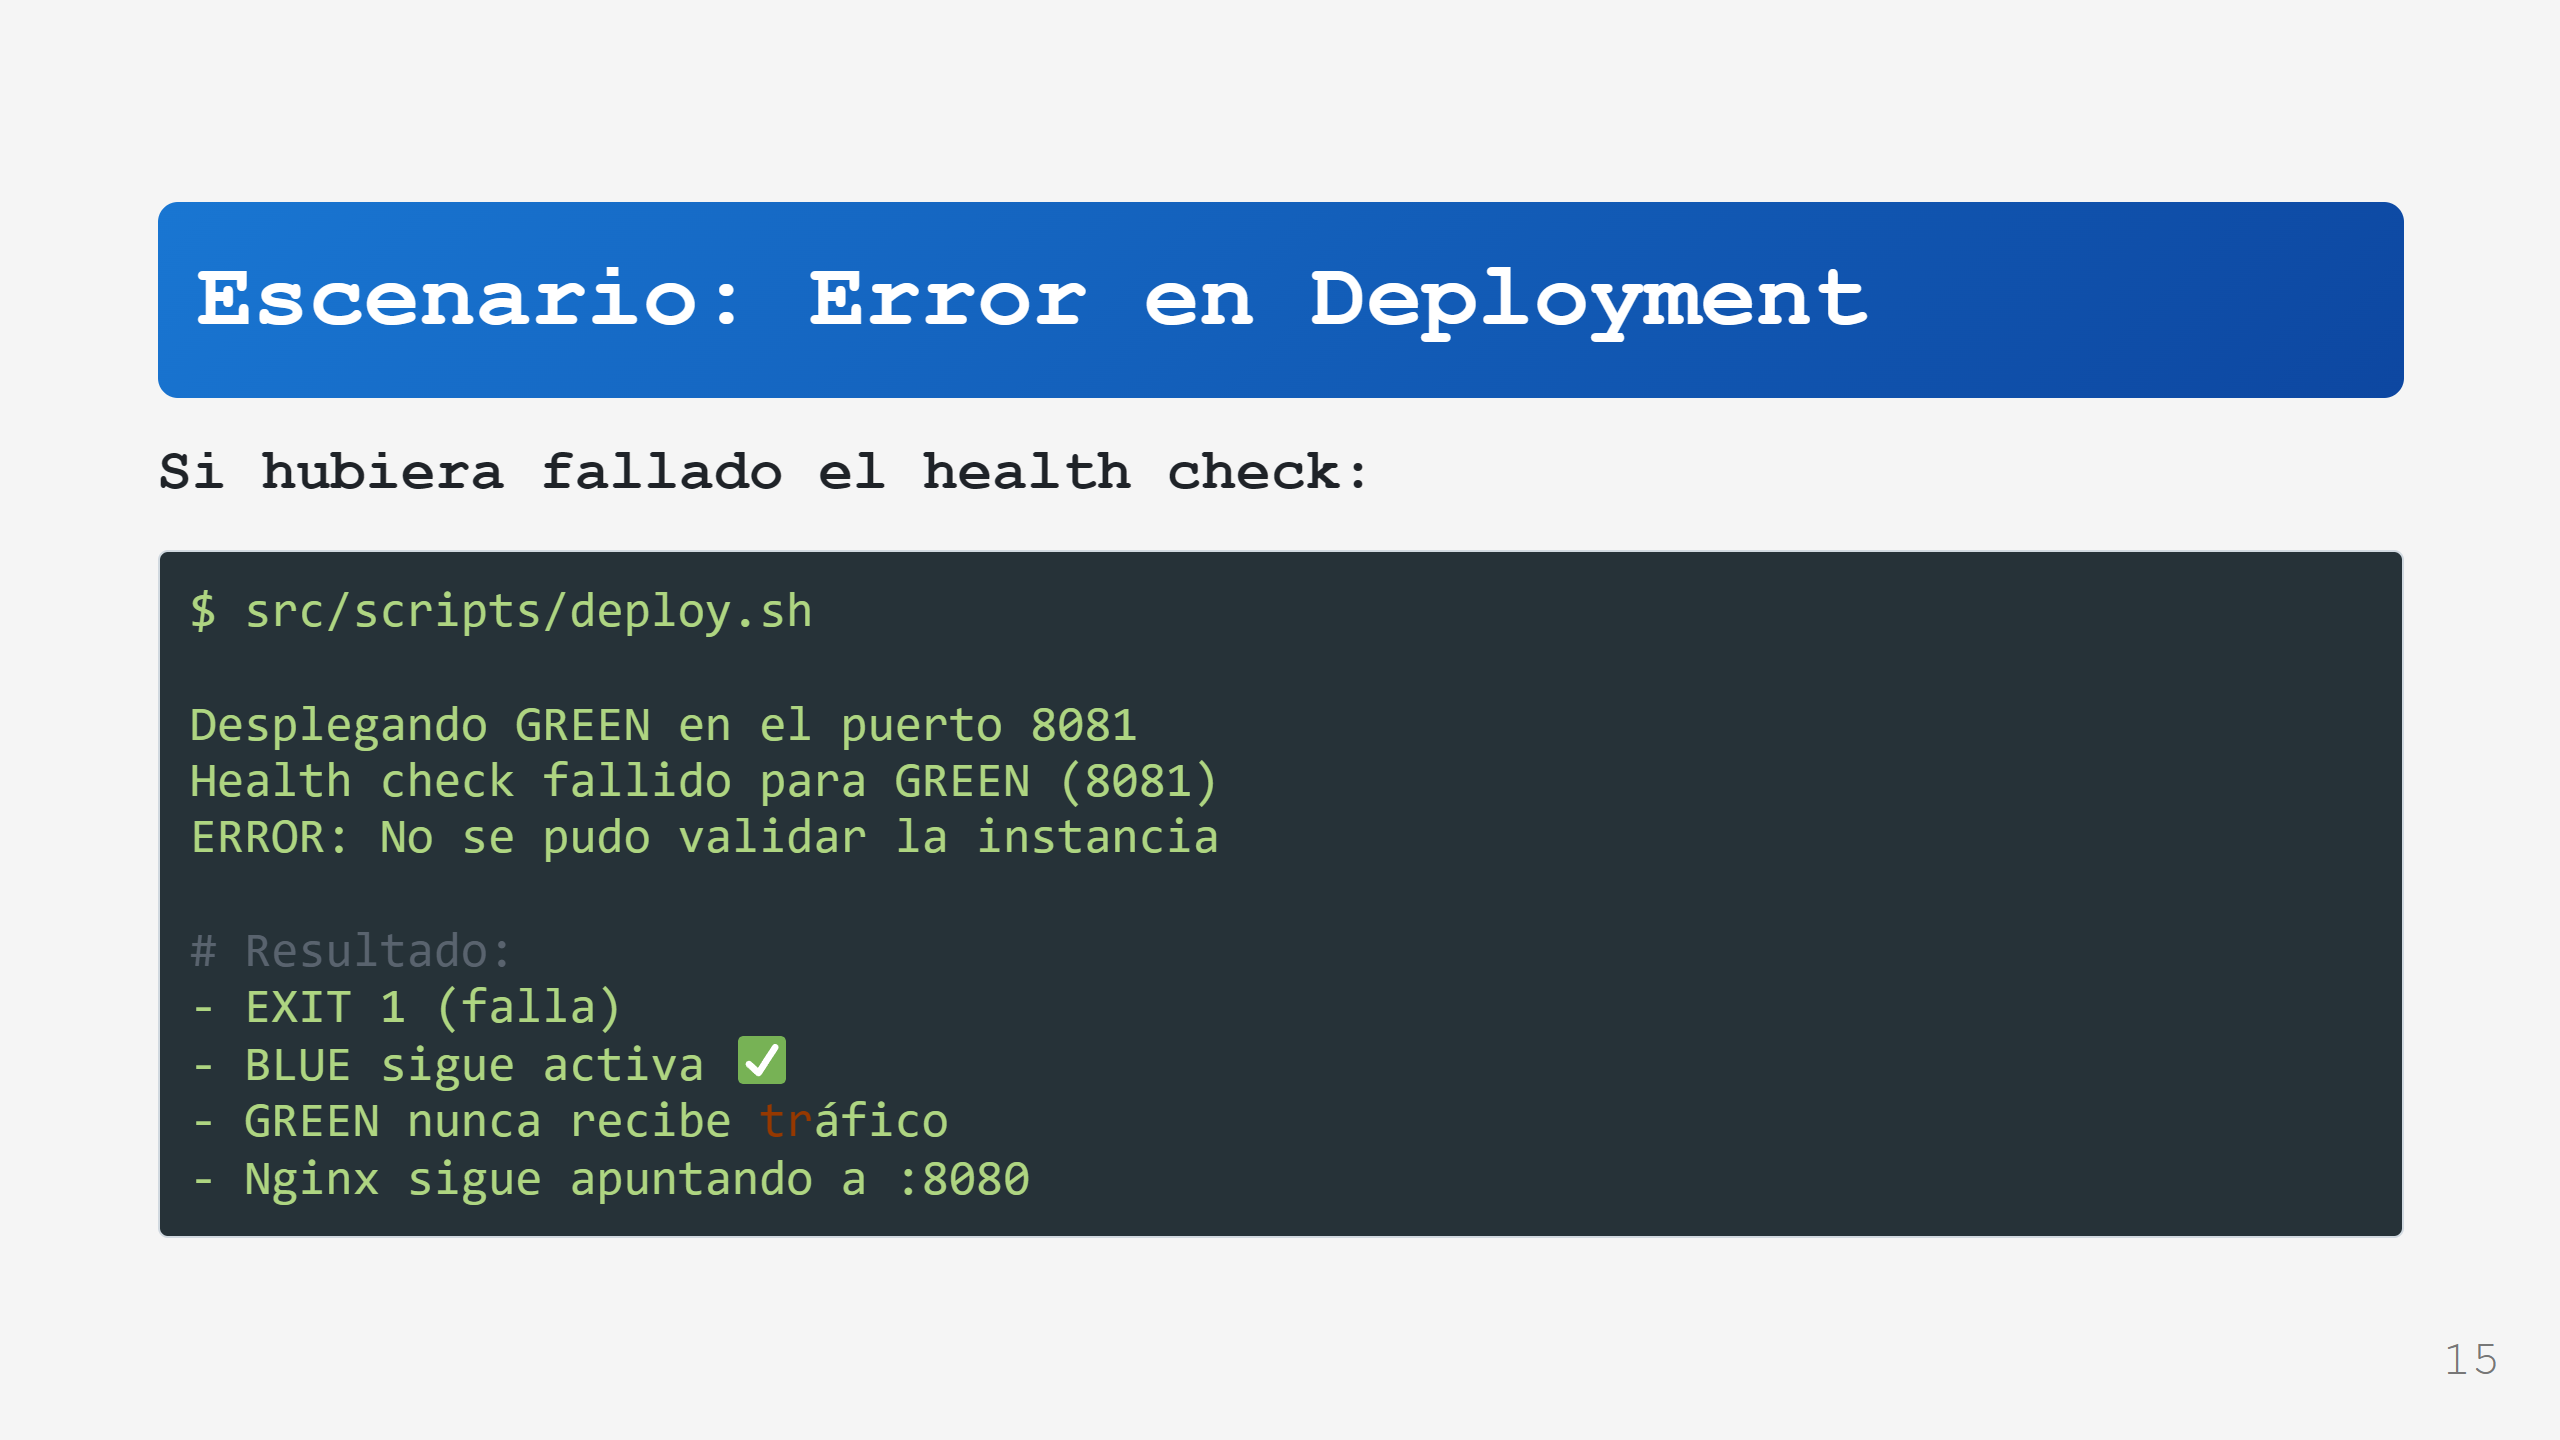 Escenario: Error en Deployment
Si hubiera fallado el health check:
$ src/scripts/deploy.sh
Desplegando GREEN en el puerto 8081
Health check fallido para GREEN (8081)
ERROR: No se pudo validar la instancia
# Resultado:
- EXIT 1 (falla)
- BLUE sigue activa ✅
- GREEN nunca recibe tráfico
- Nginx sigue apuntando a :8080
15